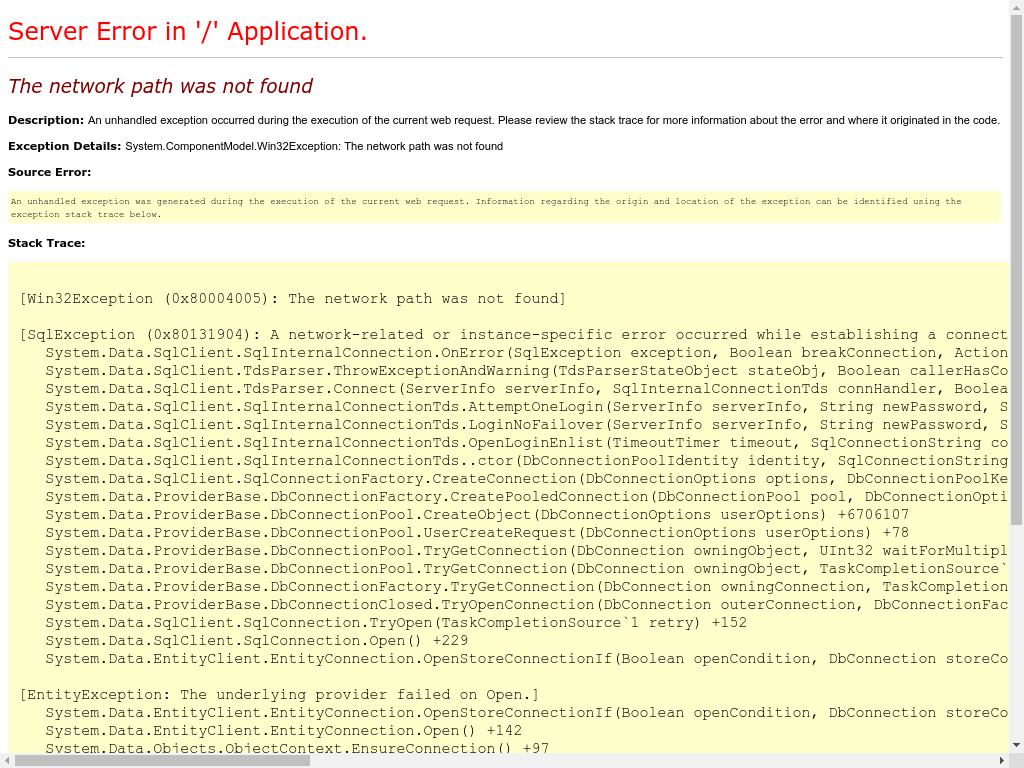 Server Error in '/' Application.
The network path was not found
Description: An unhandled exception occurred during the execution of the current web request. Please review the stack trace for more information about the error and where it originated in the code.
Exception Details: System.ComponentModel.Win32Exception: The network path was not found
Source Error:
An unhandled exception was generated during the execution of the current web request. Information regarding the origin and location of the exception can be identified using the
exception stack trace below.
Stack Trace:
[Win32Exception (0x80004005): The network path was not found]
[SqlException (0x80131904): A network-related or instance-specific error occurred while establishing a connect
System.Data.SqlClient.SqlInternalConnection.OnError(SqlException exception, Boolean breakConnection, Action
System.Data.SqlClient.TdsParser.ThrowExceptionAndWarning(TdsParserStateObject stateObj, Boolean callerHasCo
System.Data.SqlClient.TdsParser.Connect(ServerInfo serverInfo, SqlInternalConnectionTds connHandler, Boolea
System.Data.SqlClient.SqlInternalConnectionTds.AttemptOneLogin(ServerInfo serverInfo, String newPassword, S
System.Data.SqlClient.SqlInternalConnectionTds.LoginNoFailover(ServerInfo serverInfo, String newPassword, S
System.Data.SqlClient.SqlInternalConnectionTds.OpenLoginEnlist(TimeoutTimer timeout, SqlConnectionString co
System.Data.SqlClient.SqlInternalConnectionTds..ctor(DbConnectionPoolIdentity identity, SqlConnectionString
System.Data.SqlClient.SqlConnectionFactory.CreateConnection(DbConnectionOptions options, DbConnectionPoolKe
System.Data.ProviderBase.DbConnectionFactory.CreatePooledConnection(DbConnectionPool pool, DbConnectionOpti
System.Data.ProviderBase.DbConnectionPool.CreateObject(DbConnectionOptions userOptions) +6706107
System.Data.ProviderBase.DbConnectionPool.UserCreateRequest(DbConnectionOptions userOptions) +78
System.Data.ProviderBase.DbConnectionPool.TryGetConnection(DbConnection owningObject, UInt32 waitForMultipl
System.Data.ProviderBase.DbConnectionPool.TryGetConnection(DbConnection owningObject, TaskCompletionSource`
System.Data.ProviderBase.DbConnectionFactory.TryGetConnection(DbConnection owningConnection, TaskCompletion
System.Data.ProviderBase.DbConnectionClosed.TryOpenConnection(DbConnection outerConnection, DbConnectionFac
System.Data.SqlClient.SqlConnection.TryOpen(TaskCompletionSource`1 retry) +152
System.Data.SqlClient.SqlConnection.Open() +229
System.Data.EntityClient.EntityConnection.OpenStoreConnectionIf(Boolean openCondition, DbConnection storeCo
[EntityException: The underlying provider failed on Open.]
System.Data.EntityClient.EntityConnection.OpenStoreConnectionIf(Boolean openCondition, DbConnection storeCo
System.Data.EntityClient.EntityConnection.Open() +142
System.Data.Objects.ObjectContext.EnsureConnection() +97